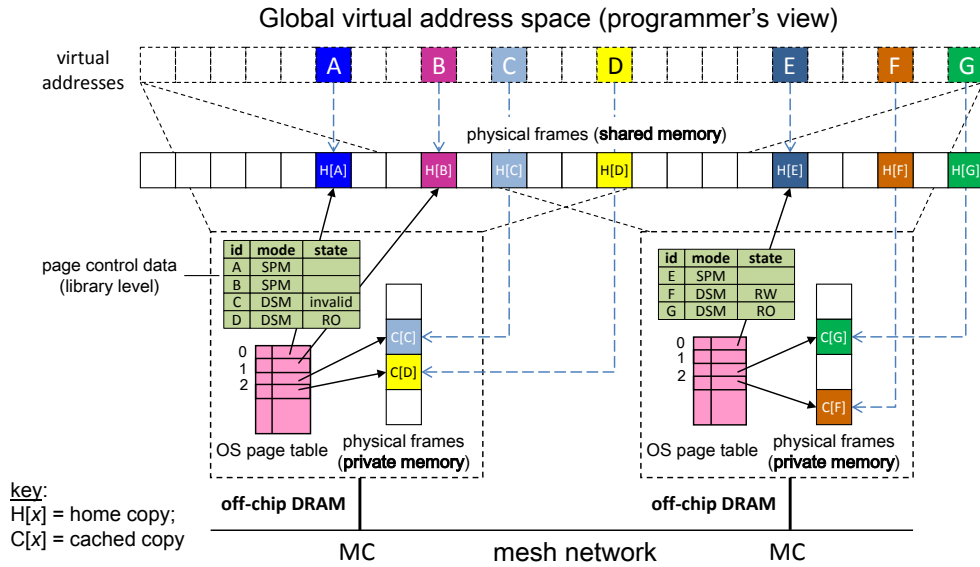 Global virtual address space (programmer's view)
virtual
addresses
A B C D E F G
physical frames (shared memory)
H[A] H[B] H[C] H[D] H[E] H[F] H[G]
page control data
(library level)
id mode state
A SPM
B SPM
C DSM invalid
D DSM RO
id mode state
E SPM
F DSM RW
G DSM RO
0
1
2
C[C]
C[D]
OS page table
physical frames
(private memory)
0
1
2
C[G]
C[F]
OS page table
physical frames
(private memory)
key:
H[x] = home copy;
C[x] = cached copy
off-chip DRAM
off-chip DRAM
MC mesh network MC